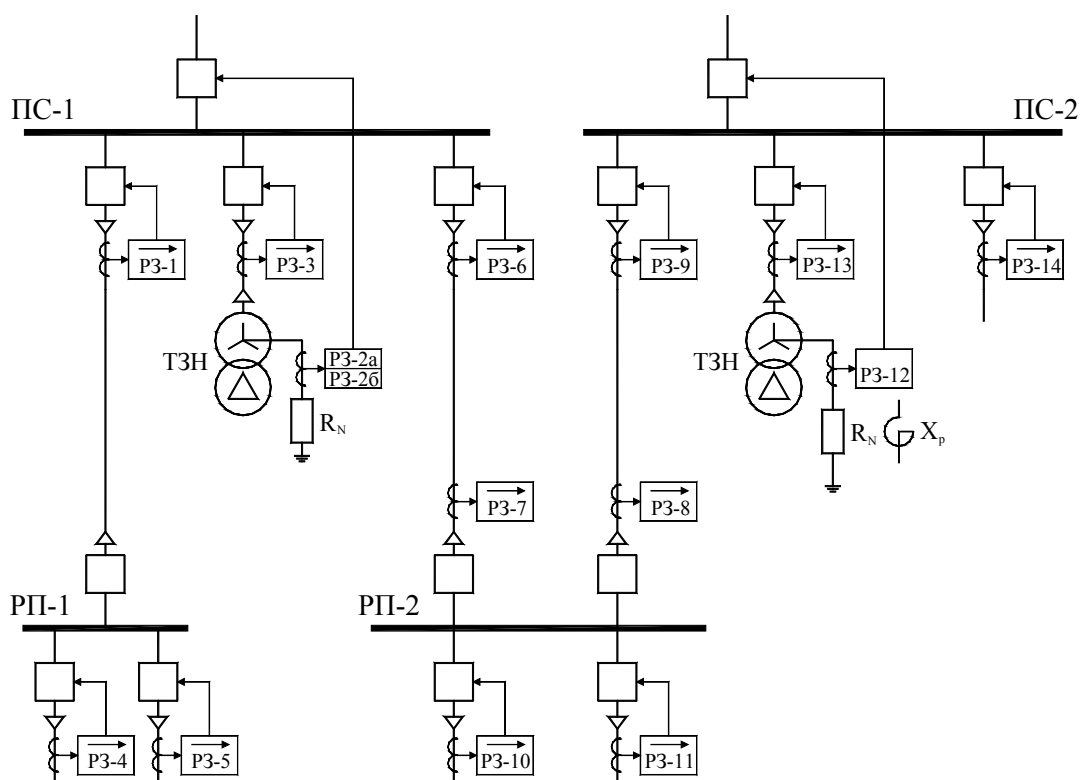 ПС-1
ПС-2
РЗ-1
РЗ-3
РЗ-6
РЗ-9
РЗ-13
РЗ-14
ТЗН
РЗ-2а
РЗ-2б
ТЗН
РЗ-12
R_N
R_N
X_р
РЗ-7
РЗ-8
РП-1
РП-2
РЗ-4
РЗ-5
РЗ-10
РЗ-11